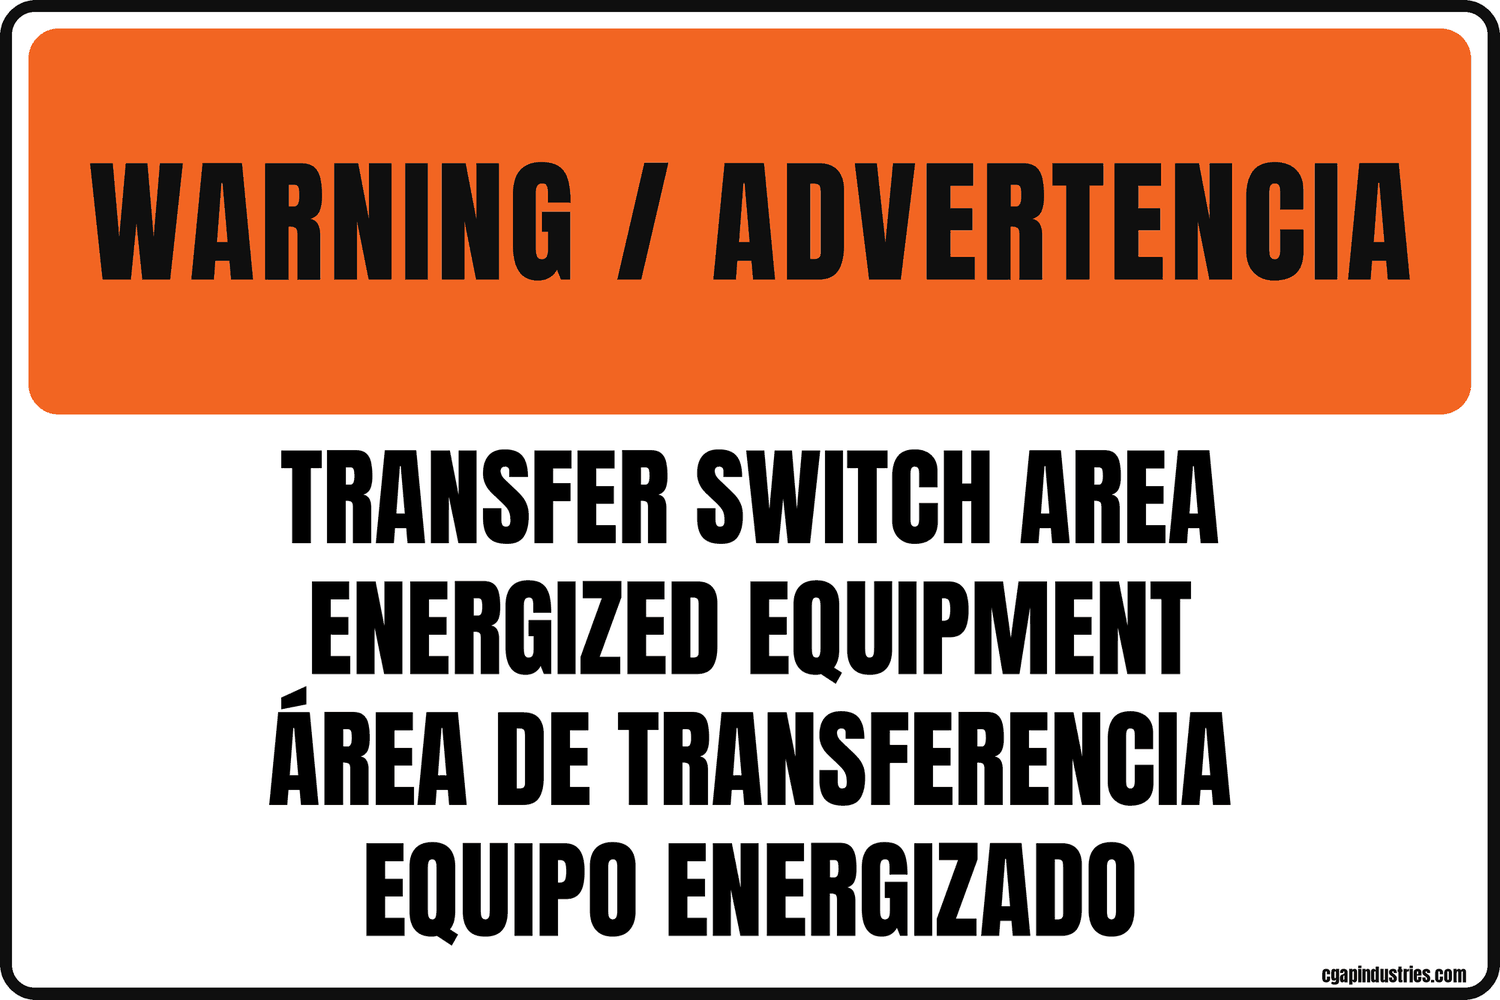 WARNING / ADVERTENCIA
TRANSFER SWITCH AREA
ENERGIZED EQUIPMENT
ÁREA DE TRANSFERENCIA
EQUIPO ENERGIZADO
cgapindustries.com